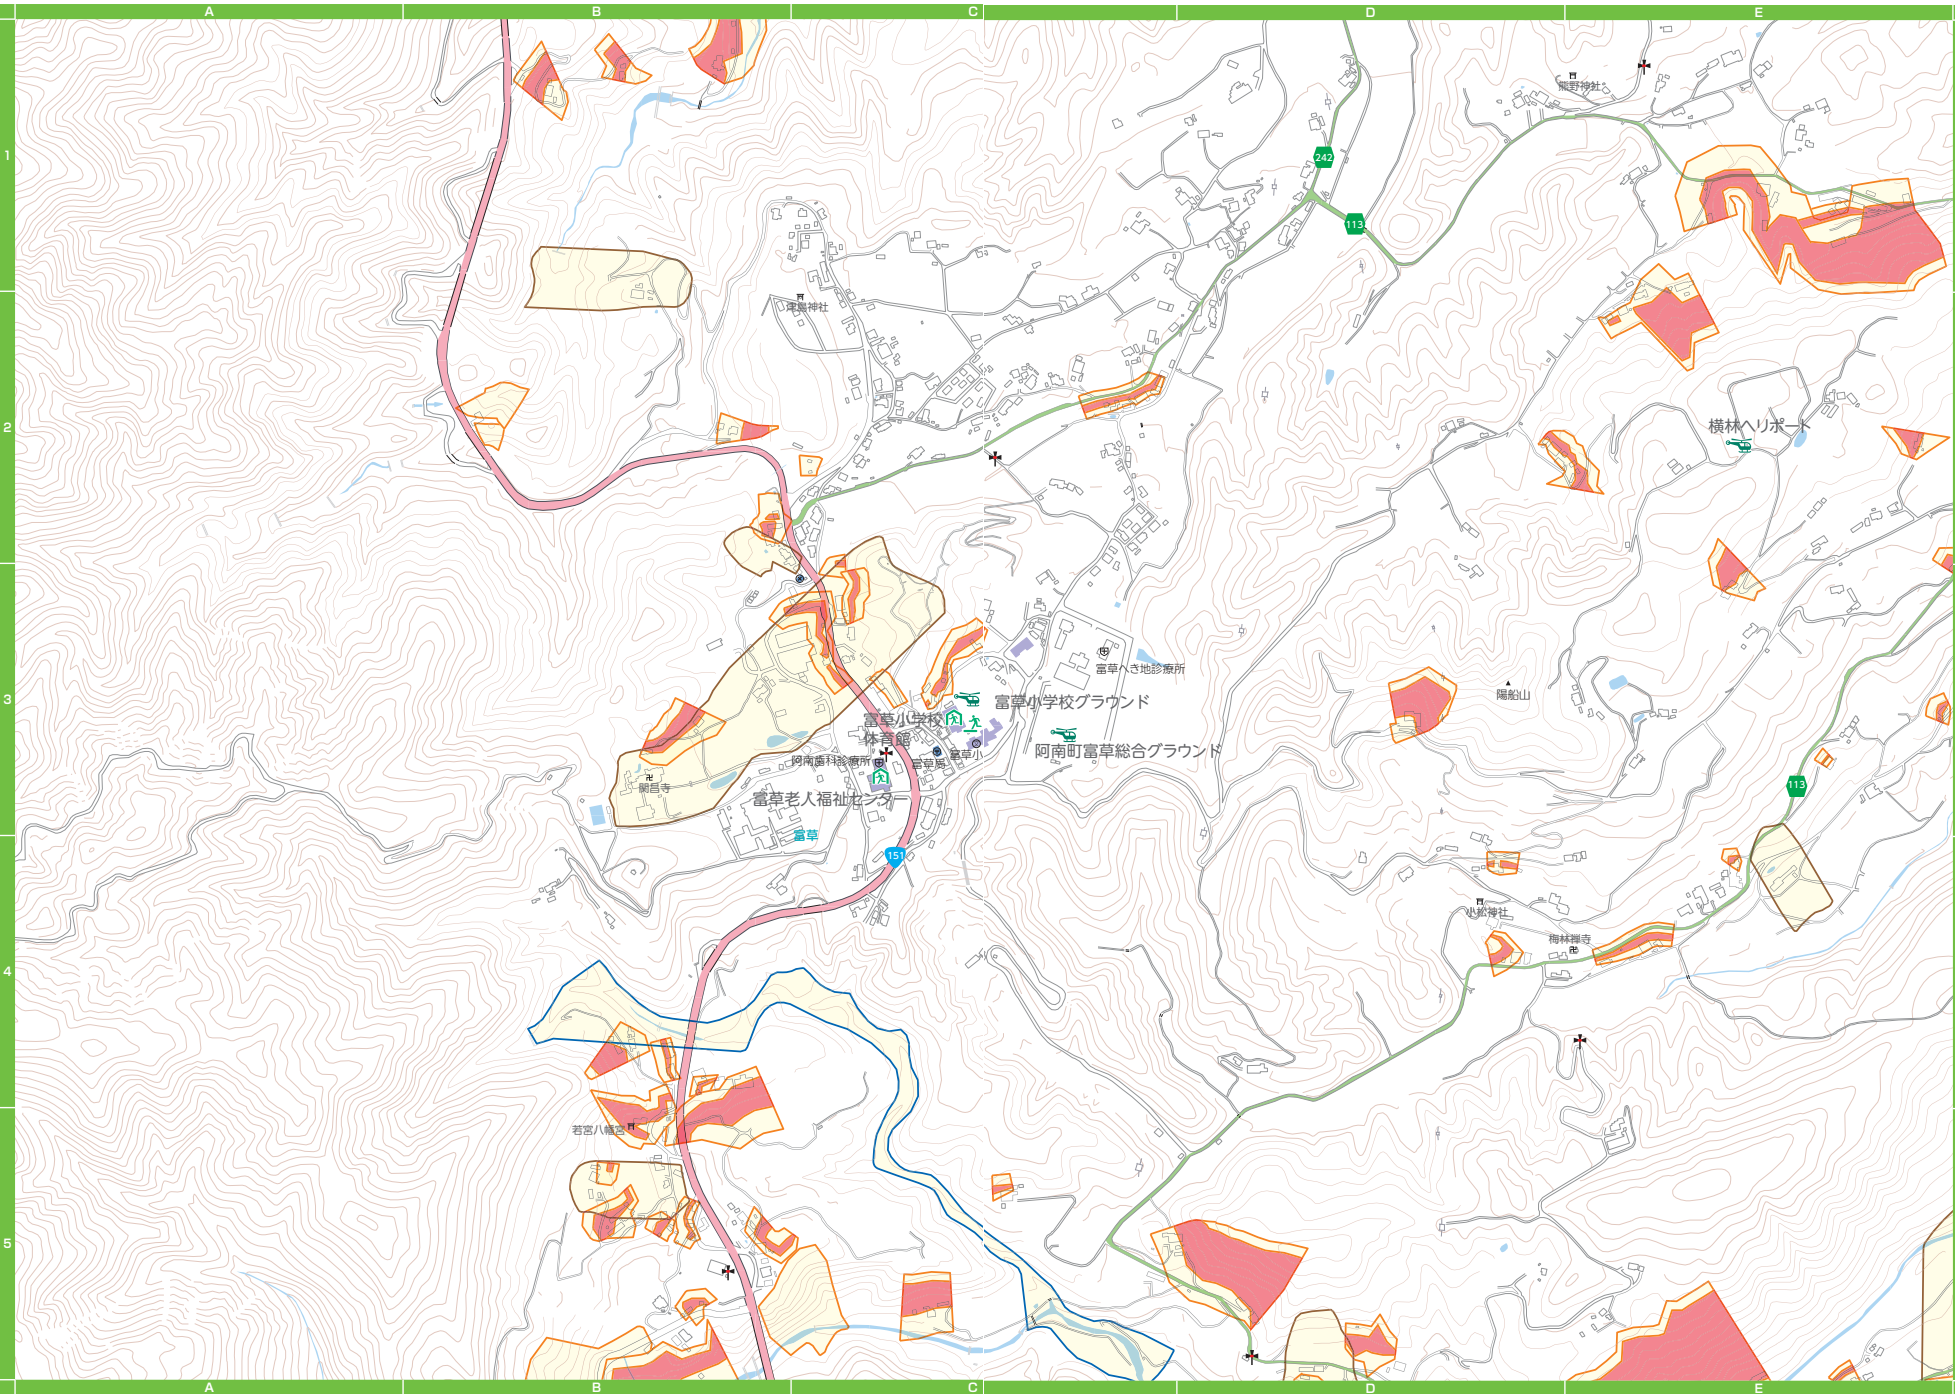 A B C D E
1
熊野神社
242
113
津島神社
2
横林ヘリポート
3
富草へき地診療所
陽船山
富草小学校グラウンド
富草小学校
体育館
阿南町富草総合グラウンド
富草小
阿南歯科診療所
富草局
113
関昌寺
富草老人福祉センター
富草
151
小松神社
梅林禅寺
4
若宮八幡宮
5
A B C D E